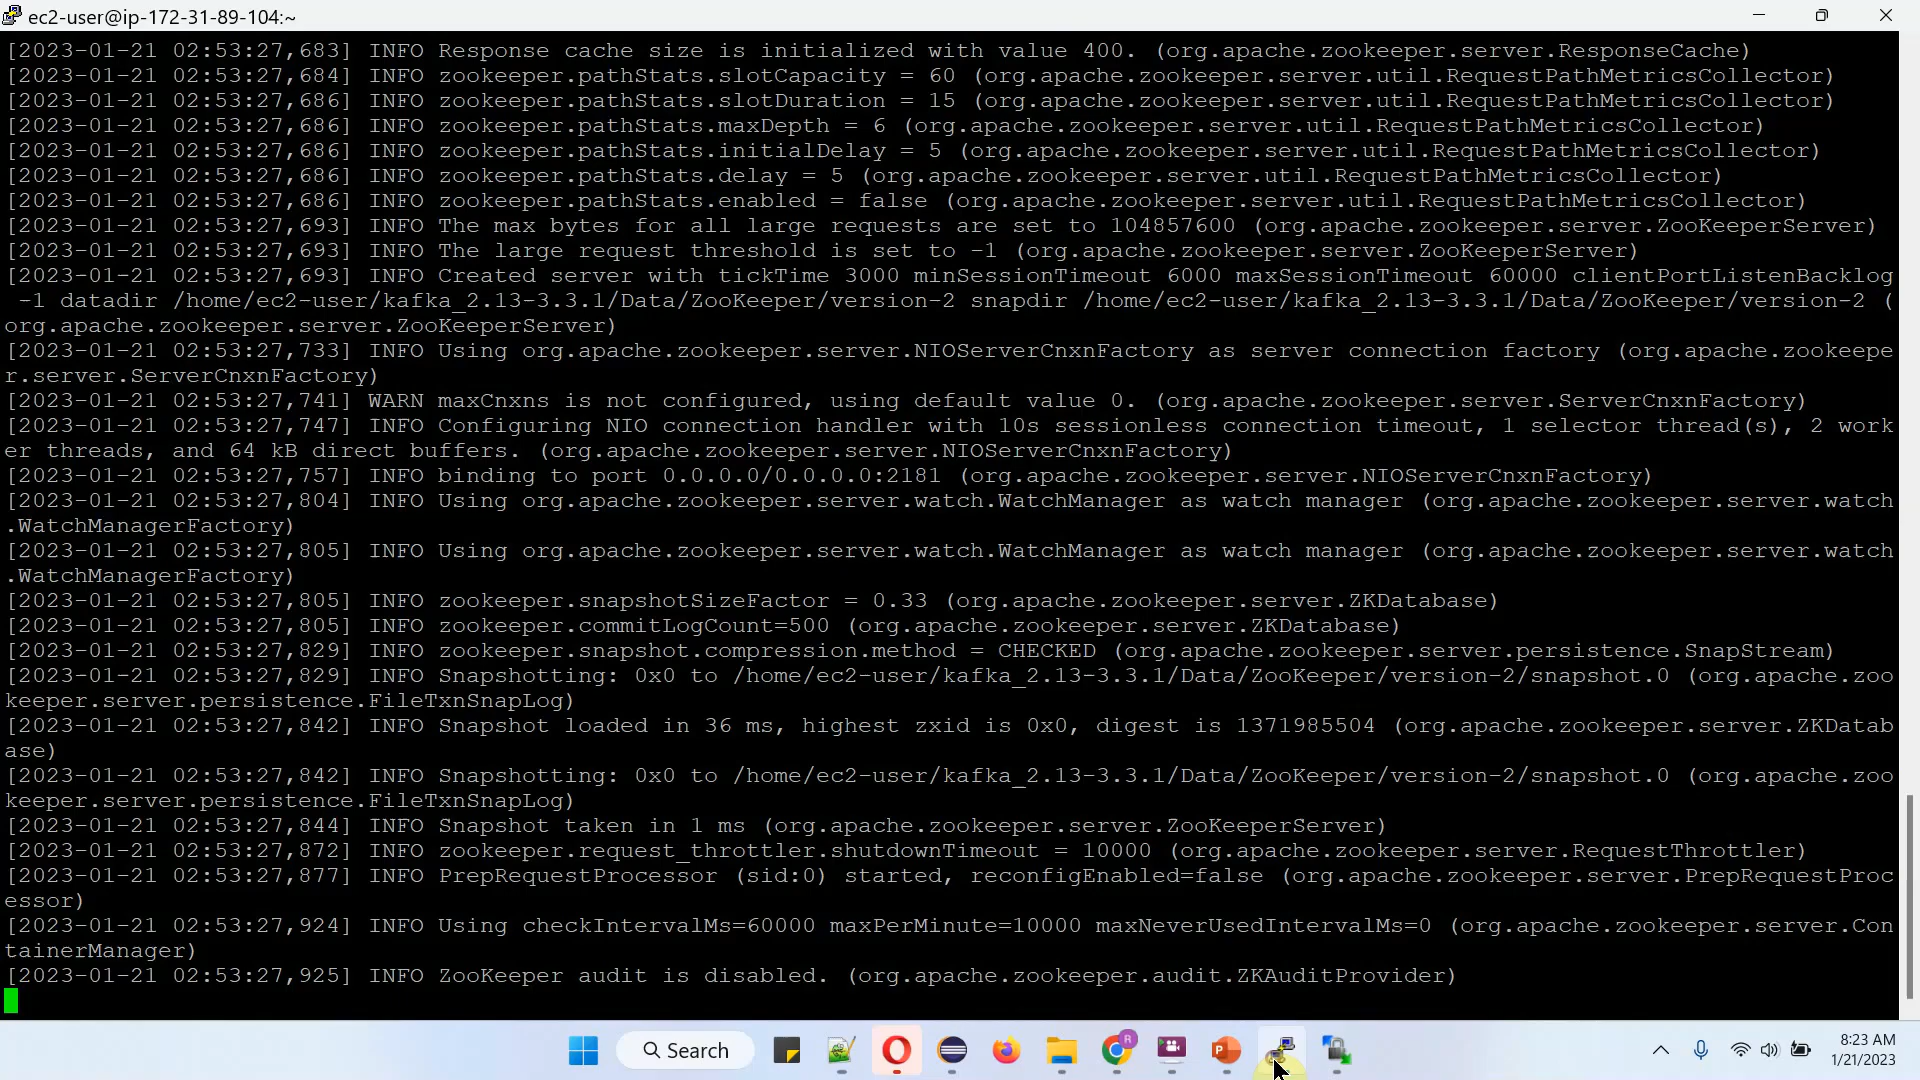 ec2-user@ip-172-31-89-104:~
[2023-01-21 02:53:27,683] INFO Response cache size is initialized with value 400. (org.apache.zookeeper.server.ResponseCache)
[2023-01-21 02:53:27,684] INFO zookeeper.pathStats.slotCapacity = 60 (org.apache.zookeeper.server.util.RequestPathMetricsCollector)
[2023-01-21 02:53:27,686] INFO zookeeper.pathStats.slotDuration = 15 (org.apache.zookeeper.server.util.RequestPathMetricsCollector)
[2023-01-21 02:53:27,686] INFO zookeeper.pathStats.maxDepth = 6 (org.apache.zookeeper.server.util.RequestPathMetricsCollector)
[2023-01-21 02:53:27,686] INFO zookeeper.pathStats.initialDelay = 5 (org.apache.zookeeper.server.util.RequestPathMetricsCollector)
[2023-01-21 02:53:27,686] INFO zookeeper.pathStats.delay = 5 (org.apache.zookeeper.server.util.RequestPathMetricsCollector)
[2023-01-21 02:53:27,686] INFO zookeeper.pathStats.enabled = false (org.apache.zookeeper.server.util.RequestPathMetricsCollector)
[2023-01-21 02:53:27,693] INFO The max bytes for all large requests are set to 104857600 (org.apache.zookeeper.server.ZooKeeperServer)
[2023-01-21 02:53:27,693] INFO The large request threshold is set to -1 (org.apache.zookeeper.server.ZooKeeperServer)
[2023-01-21 02:53:27,693] INFO Created server with tickTime 3000 minSessionTimeout 6000 maxSessionTimeout 60000 clientPortListenBacklog
-1 datadir /home/ec2-user/kafka_2.13-3.3.1/Data/ZooKeeper/version-2 snapdir /home/ec2-user/kafka_2.13-3.3.1/Data/ZooKeeper/version-2 (
org.apache.zookeeper.server.ZooKeeperServer)
[2023-01-21 02:53:27,733] INFO Using org.apache.zookeeper.server.NIOServerCnxnFactory as server connection factory (org.apache.zookeepe
r.server.ServerCnxnFactory)
[2023-01-21 02:53:27,741] WARN maxCnxns is not configured, using default value 0. (org.apache.zookeeper.server.ServerCnxnFactory)
[2023-01-21 02:53:27,747] INFO Configuring NIO connection handler with 10s sessionless connection timeout, 1 selector thread(s), 2 work
er threads, and 64 kB direct buffers. (org.apache.zookeeper.server.NIOServerCnxnFactory)
[2023-01-21 02:53:27,757] INFO binding to port 0.0.0.0/0.0.0.0:2181 (org.apache.zookeeper.server.NIOServerCnxnFactory)
[2023-01-21 02:53:27,804] INFO Using org.apache.zookeeper.server.watch.WatchManager as watch manager (org.apache.zookeeper.server.watch
.WatchManagerFactory)
[2023-01-21 02:53:27,805] INFO Using org.apache.zookeeper.server.watch.WatchManager as watch manager (org.apache.zookeeper.server.watch
.WatchManagerFactory)
[2023-01-21 02:53:27,805] INFO zookeeper.snapshotSizeFactor = 0.33 (org.apache.zookeeper.server.ZKDatabase)
[2023-01-21 02:53:27,805] INFO zookeeper.commitLogCount=500 (org.apache.zookeeper.server.ZKDatabase)
[2023-01-21 02:53:27,829] INFO zookeeper.snapshot.compression.method = CHECKED (org.apache.zookeeper.server.persistence.SnapStream)
[2023-01-21 02:53:27,829] INFO Snapshotting: 0x0 to /home/ec2-user/kafka_2.13-3.3.1/Data/ZooKeeper/version-2/snapshot.0 (org.apache.zoo
keeper.server.persistence.FileTxnSnapLog)
[2023-01-21 02:53:27,842] INFO Snapshot loaded in 36 ms, highest zxid is 0x0, digest is 1371985504 (org.apache.zookeeper.server.ZKDatab
ase)
[2023-01-21 02:53:27,842] INFO Snapshotting: 0x0 to /home/ec2-user/kafka_2.13-3.3.1/Data/ZooKeeper/version-2/snapshot.0 (org.apache.zoo
keeper.server.persistence.FileTxnSnapLog)
[2023-01-21 02:53:27,844] INFO Snapshot taken in 1 ms (org.apache.zookeeper.server.ZooKeeperServer)
[2023-01-21 02:53:27,872] INFO zookeeper.request_throttler.shutdownTimeout = 10000 (org.apache.zookeeper.server.RequestThrottler)
[2023-01-21 02:53:27,877] INFO PrepRequestProcessor (sid:0) started, reconfigEnabled=false (org.apache.zookeeper.server.PrepRequestProc
essor)
[2023-01-21 02:53:27,924] INFO Using checkIntervalMs=60000 maxPerMinute=10000 maxNeverUsedIntervalMs=0 (org.apache.zookeeper.server.Con
tainerManager)
[2023-01-21 02:53:27,925] INFO ZooKeeper audit is disabled. (org.apache.zookeeper.audit.ZKAuditProvider)
Search
R
8:23 AM
1/21/2023